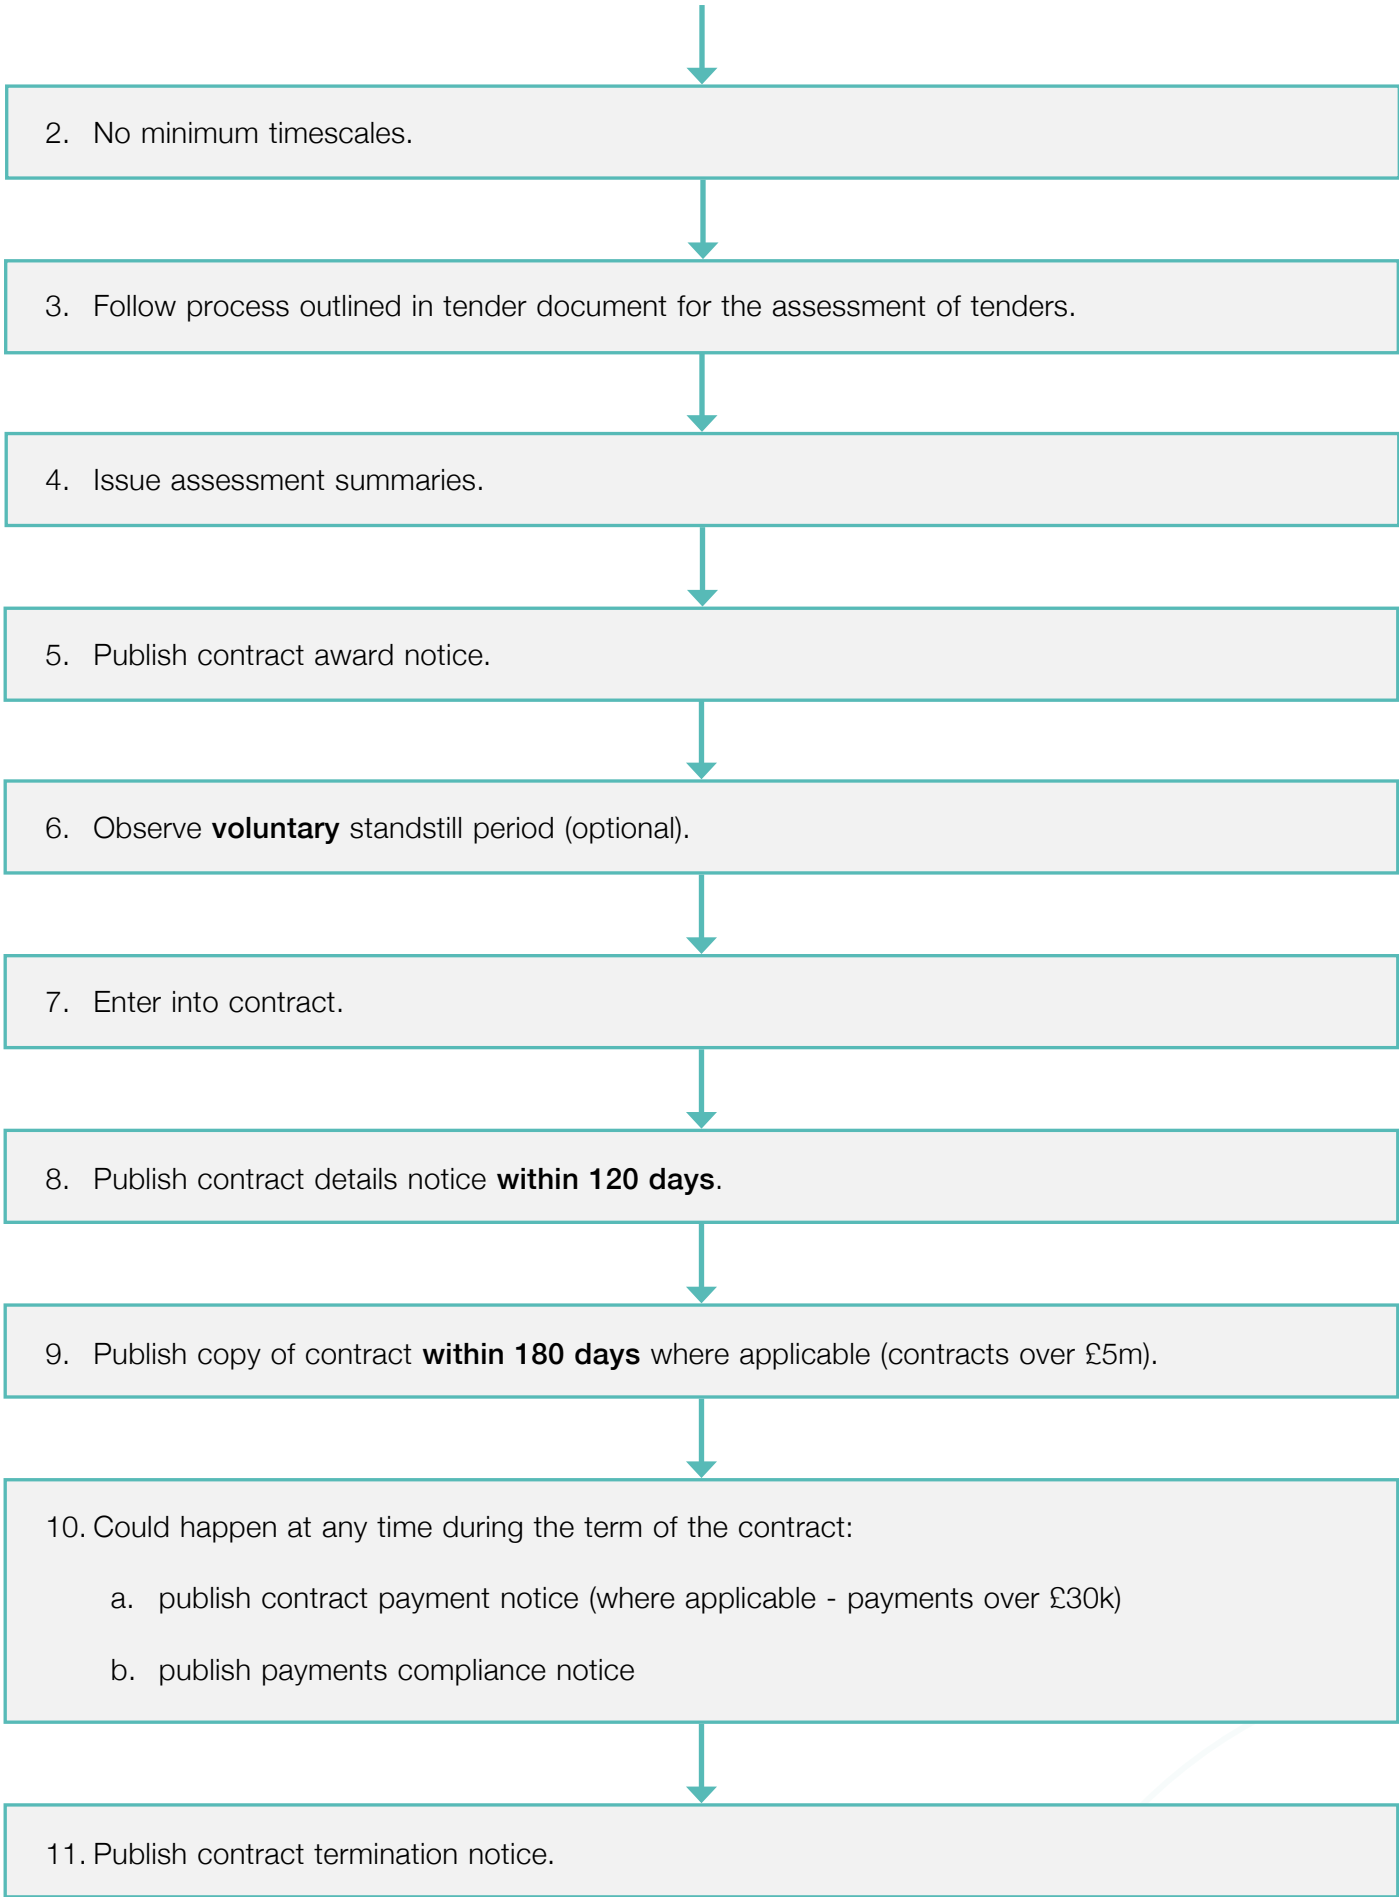 2. No minimum timescales.
3. Follow process outlined in tender document for the assessment of tenders.
4. Issue assessment summaries.
5. Publish contract award notice.
6. Observe voluntary standstill period (optional).
7. Enter into contract.
8. Publish contract details notice within 120 days.
9. Publish copy of contract within 180 days where applicable (contracts over £5m).
10. Could happen at any time during the term of the contract:
a. publish contract payment notice (where applicable - payments over £30k)
b. publish payments compliance notice
11. Publish contract termination notice.